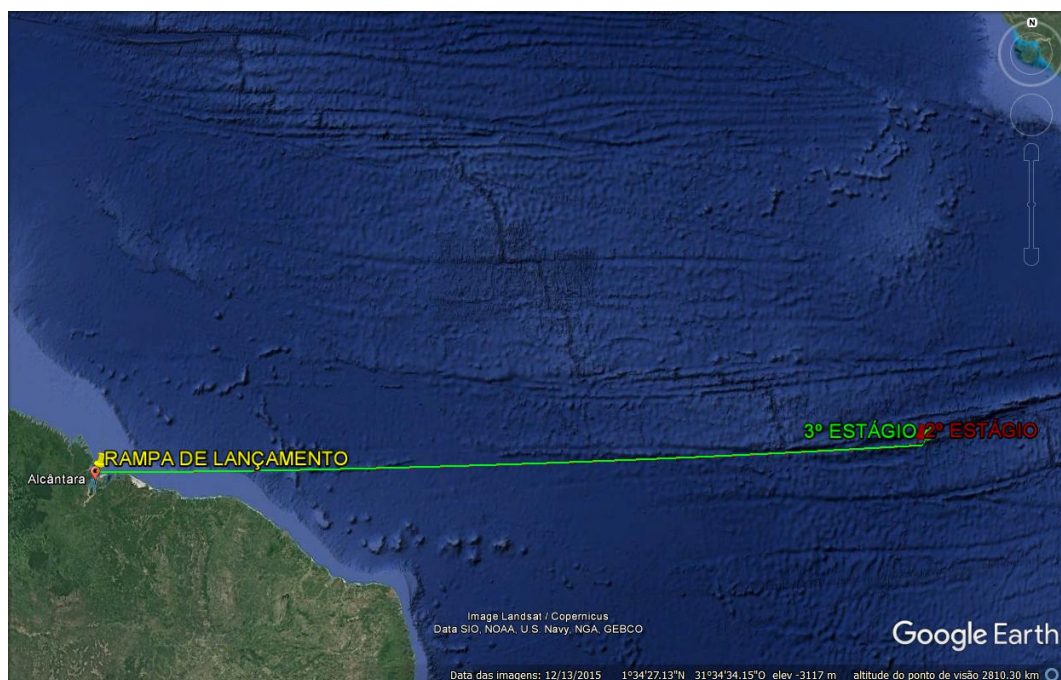 N
3º ESTÁGIO
2º ESTÁGIO
RAMPA DE LANÇAMENTO
Alcântara
Image Landsat / Copernicus
Data SIO, NOAA, U.S. Navy, NGA, GEBCO
Google Earth
Data das imagens: 12/13/2015 1°34'27.13"N 31°34'34.15"O elev -3117 m altitude do ponto de visão 2810.30 km